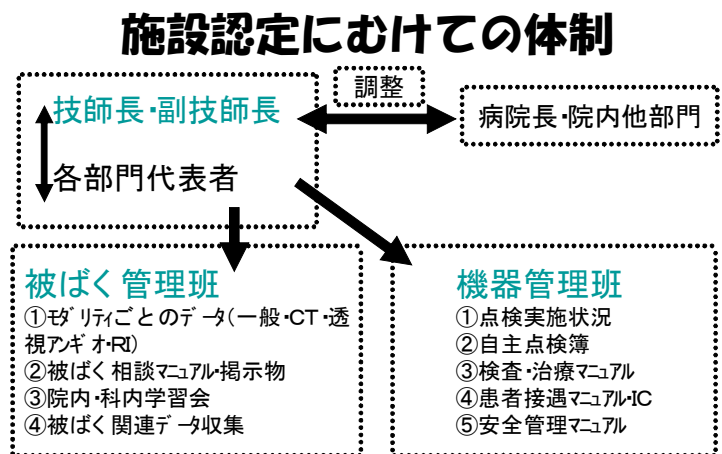 施設認定にむけての体制
調整
技師長・副技師長
病院長・院内他部門
各部門代表者
被ばく管理班
①ﾓﾀﾞﾘﾃｨごとのﾃﾞｰﾀ(一般・CT・透
視ｱﾝｷﾞｵ・RI)
②被ばく相談ﾏﾆｭｱﾙ・掲示物
③院内・科内学習会
④被ばく関連ﾃﾞｰﾀ収集
機器管理班
①点検実施状況
②自主点検簿
③検査・治療ﾏﾆｭｱﾙ
④患者接遇ﾏﾆｭｱﾙ・IC
⑤安全管理ﾏﾆｭｱﾙ